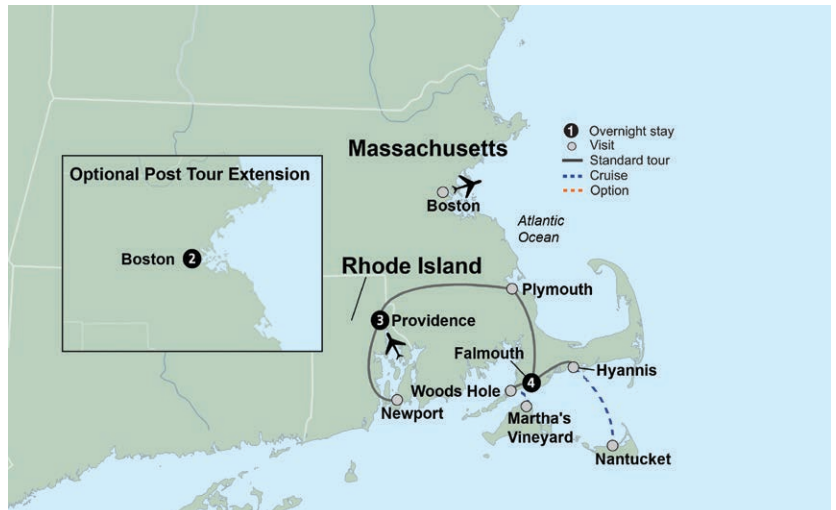 Massachusetts
Boston
Atlantic
Ocean
1 Overnight stay
Visit
Standard tour
Cruise
Option
Optional Post Tour Extension
Boston 2
Rhode Island
Plymouth
3 Providence
Falmouth
4
Hyannis
Woods Hole
Newport
Martha's
Vineyard
Nantucket